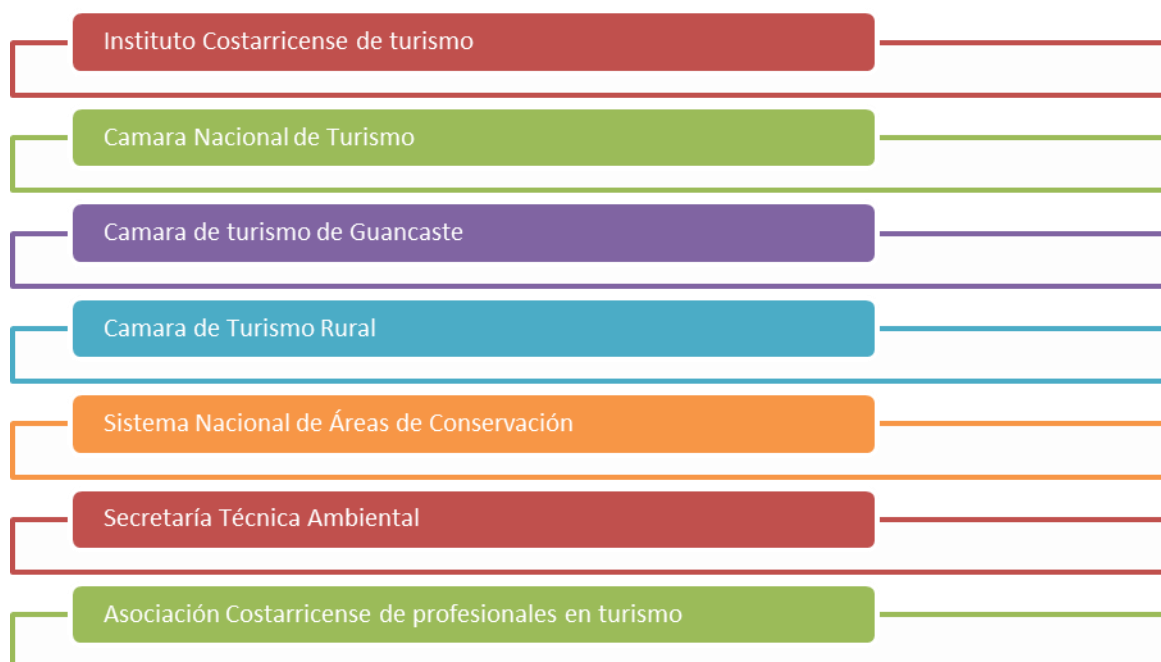 Instituto Costarricense de turismo
Camara Nacional de Turismo
Camara de turismo de Guancaste
Camara de Turismo Rural
Sistema Nacional de Áreas de Conservación
Secretaría Técnica Ambiental
Asociación Costarricense de profesionales en turismo